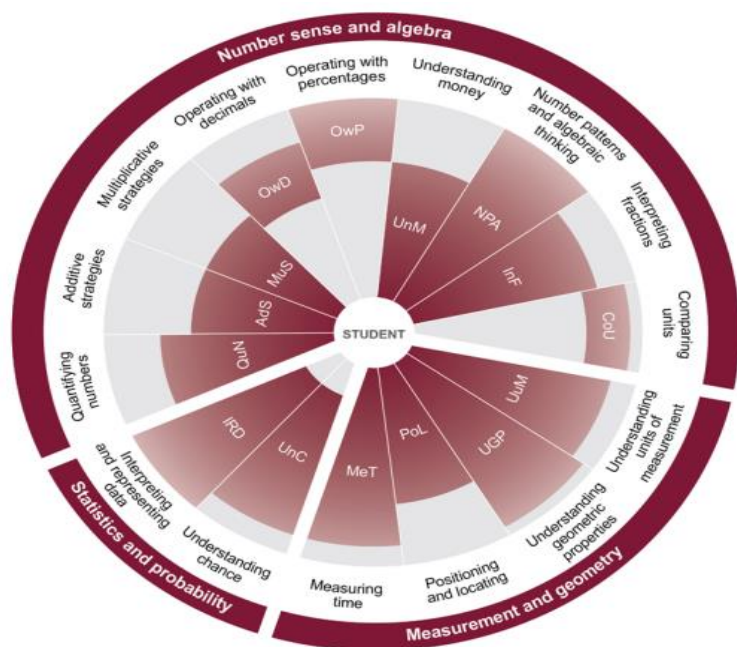 Number sense and algebra
Operating with
percentages
Understanding
money
Number patterns
and algebraic
thinking
Interpreting
fractions
Comparing
units
Understanding
units of
measurement
Understanding
geometric
properties
Positioning
and locating
Measuring
time
Understanding
chance
Interpreting
and representing
data
Quantifying
numbers
Additive
strategies
Multiplicative
strategies
Operating with
decimals
OwP
UnM
NPA
InF
CoU
UuM
UGP
PoL
MeT
UnC
IRD
QuN
AdS
MuS
OwD
STUDENT
Measurement and geometry
Statistics and probability